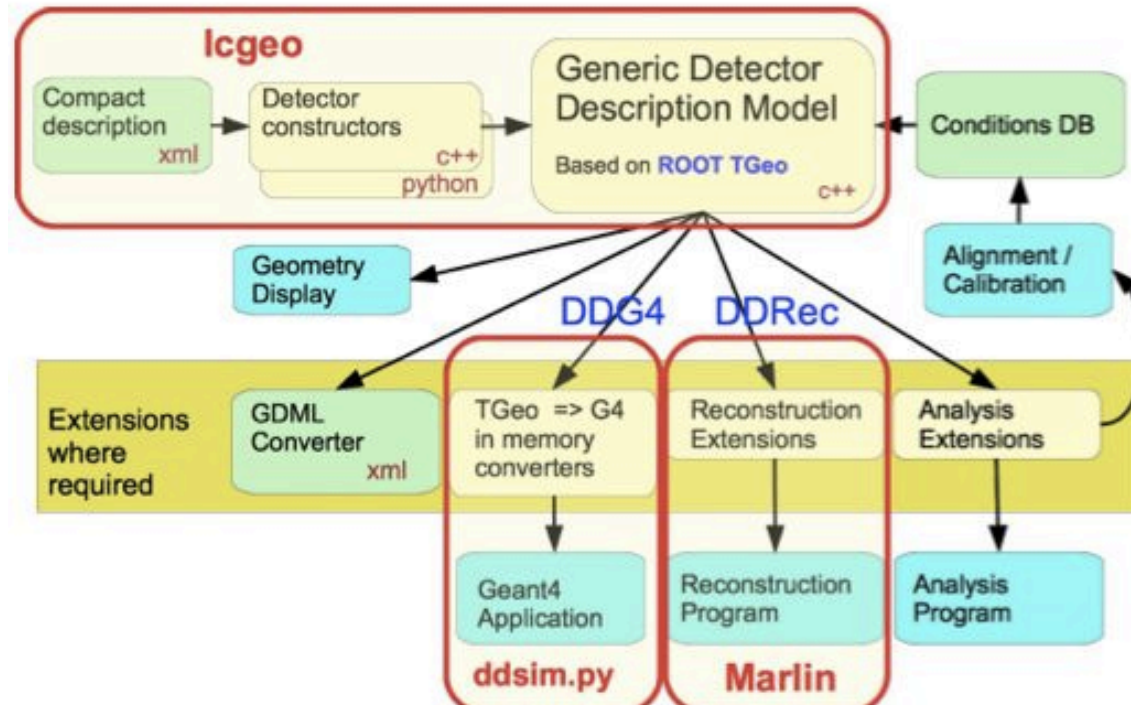 lcgeo
Compact
description
xml
Detector
constructors
c++
python
Generic Detector
Description Model
Based on ROOT TGeo
c++
Conditions DB
Alignment /
Calibration
Geometry
Display
DDG4
DDRec
Extensions
where
required
GDML
Converter
xml
TGeo => G4
in memory
converters
Reconstruction
Extensions
Analysis
Extensions
Geant4
Application
Reconstruction
Program
Analysis
Program
ddsim.py
Marlin